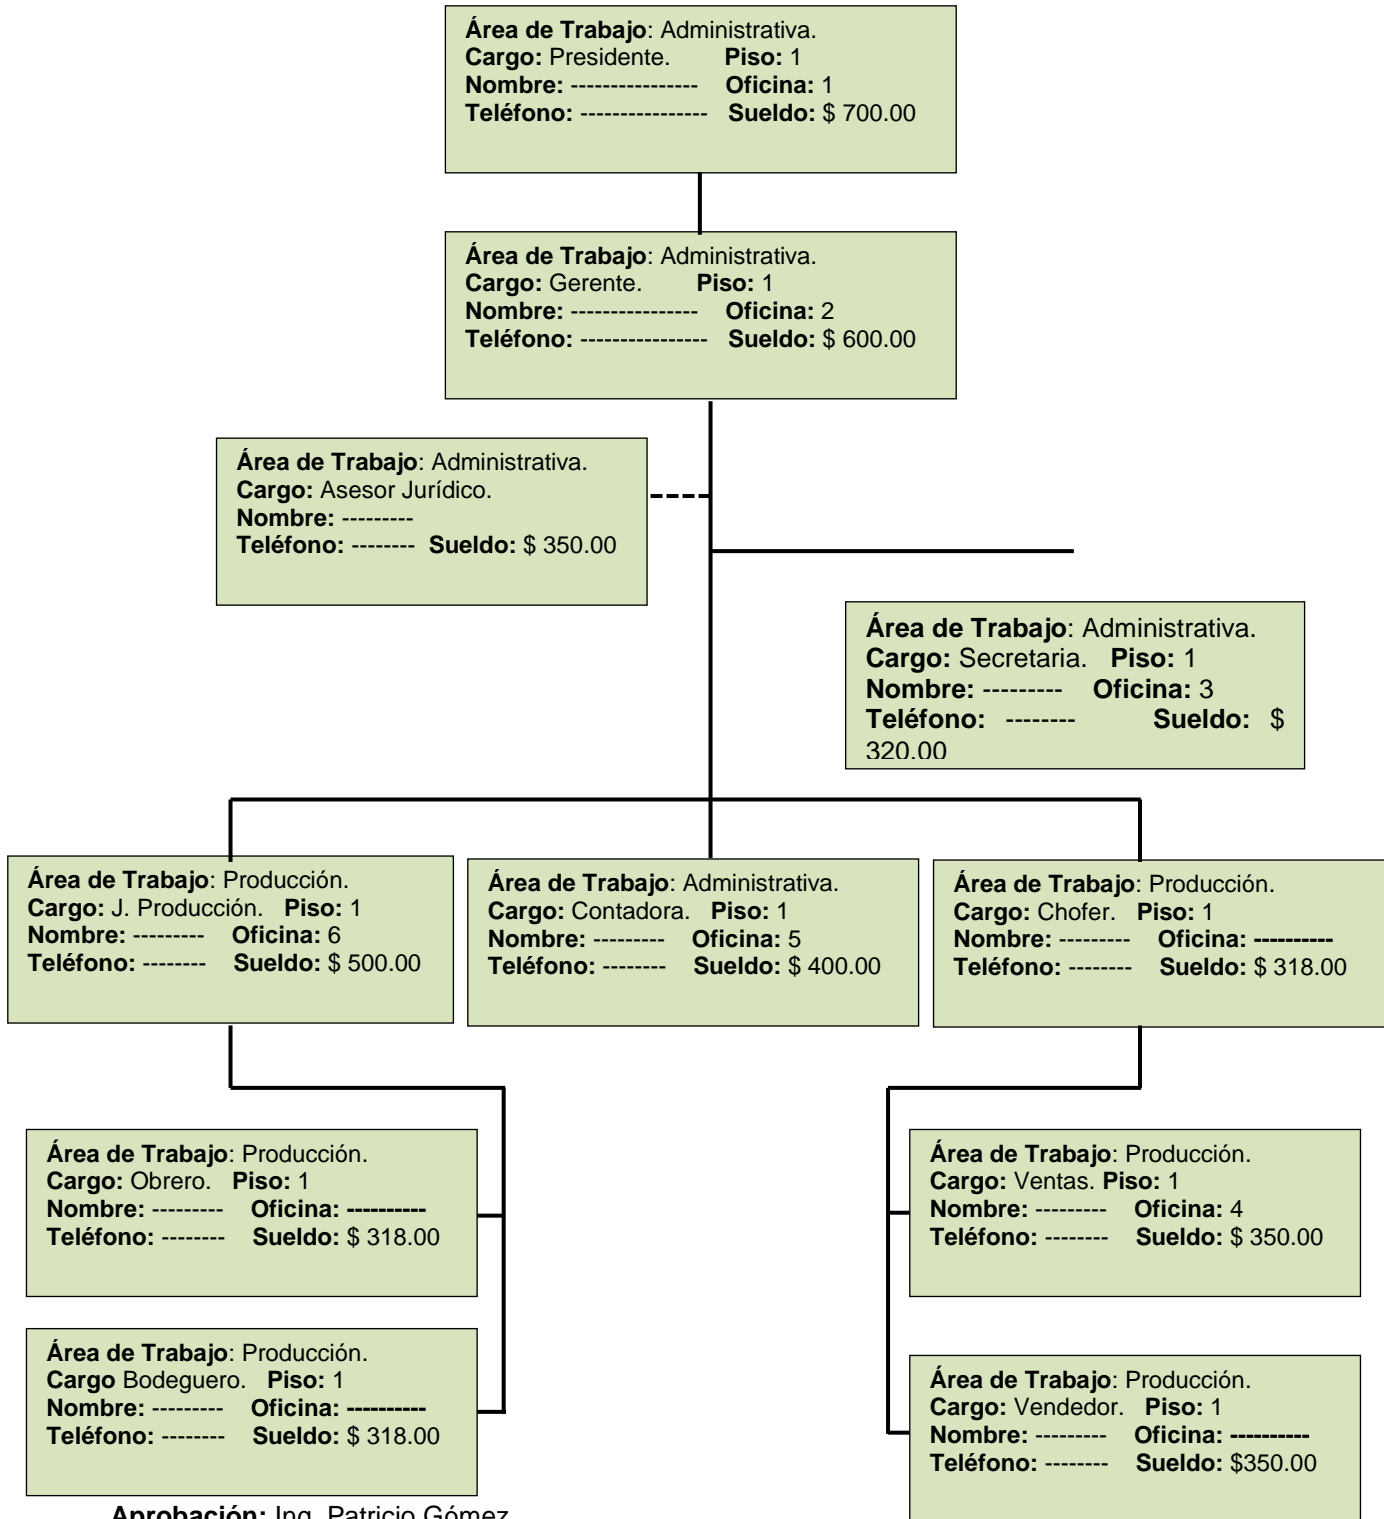 Área de Trabajo: Administrativa.
Cargo: Presidente. Piso: 1
Nombre: ---------------- Oficina: 1
Teléfono: ---------------- Sueldo: $ 700.00
Área de Trabajo: Administrativa.
Cargo: Gerente. Piso: 1
Nombre: ---------------- Oficina: 2
Teléfono: ---------------- Sueldo: $ 600.00
Área de Trabajo: Administrativa.
Cargo: Asesor Jurídico.
Nombre: ---------
Teléfono: -------- Sueldo: $ 350.00
Área de Trabajo: Administrativa.
Cargo: Secretaria. Piso: 1
Nombre: --------- Oficina: 3
Teléfono: -------- Sueldo: $
320.00
Área de Trabajo: Producción.
Cargo: J. Producción. Piso: 1
Nombre: --------- Oficina: 6
Teléfono: -------- Sueldo: $ 500.00
Área de Trabajo: Administrativa.
Cargo: Contadora. Piso: 1
Nombre: --------- Oficina: 5
Teléfono: -------- Sueldo: $ 400.00
Área de Trabajo: Producción.
Cargo: Chofer. Piso: 1
Nombre: --------- Oficina: ----------
Teléfono: -------- Sueldo: $ 318.00
Área de Trabajo: Producción.
Cargo: Obrero. Piso: 1
Nombre: --------- Oficina: ----------
Teléfono: -------- Sueldo: $ 318.00
Área de Trabajo: Producción.
Cargo: Ventas. Piso: 1
Nombre: --------- Oficina: 4
Teléfono: -------- Sueldo: $ 350.00
Área de Trabajo: Producción.
Cargo Bodeguero. Piso: 1
Nombre: --------- Oficina: ----------
Teléfono: -------- Sueldo: $ 318.00
Área de Trabajo: Producción.
Cargo: Vendedor. Piso: 1
Nombre: --------- Oficina: ----------
Teléfono: -------- Sueldo: $350.00
Aprobación: Ing. Patricio Gómez